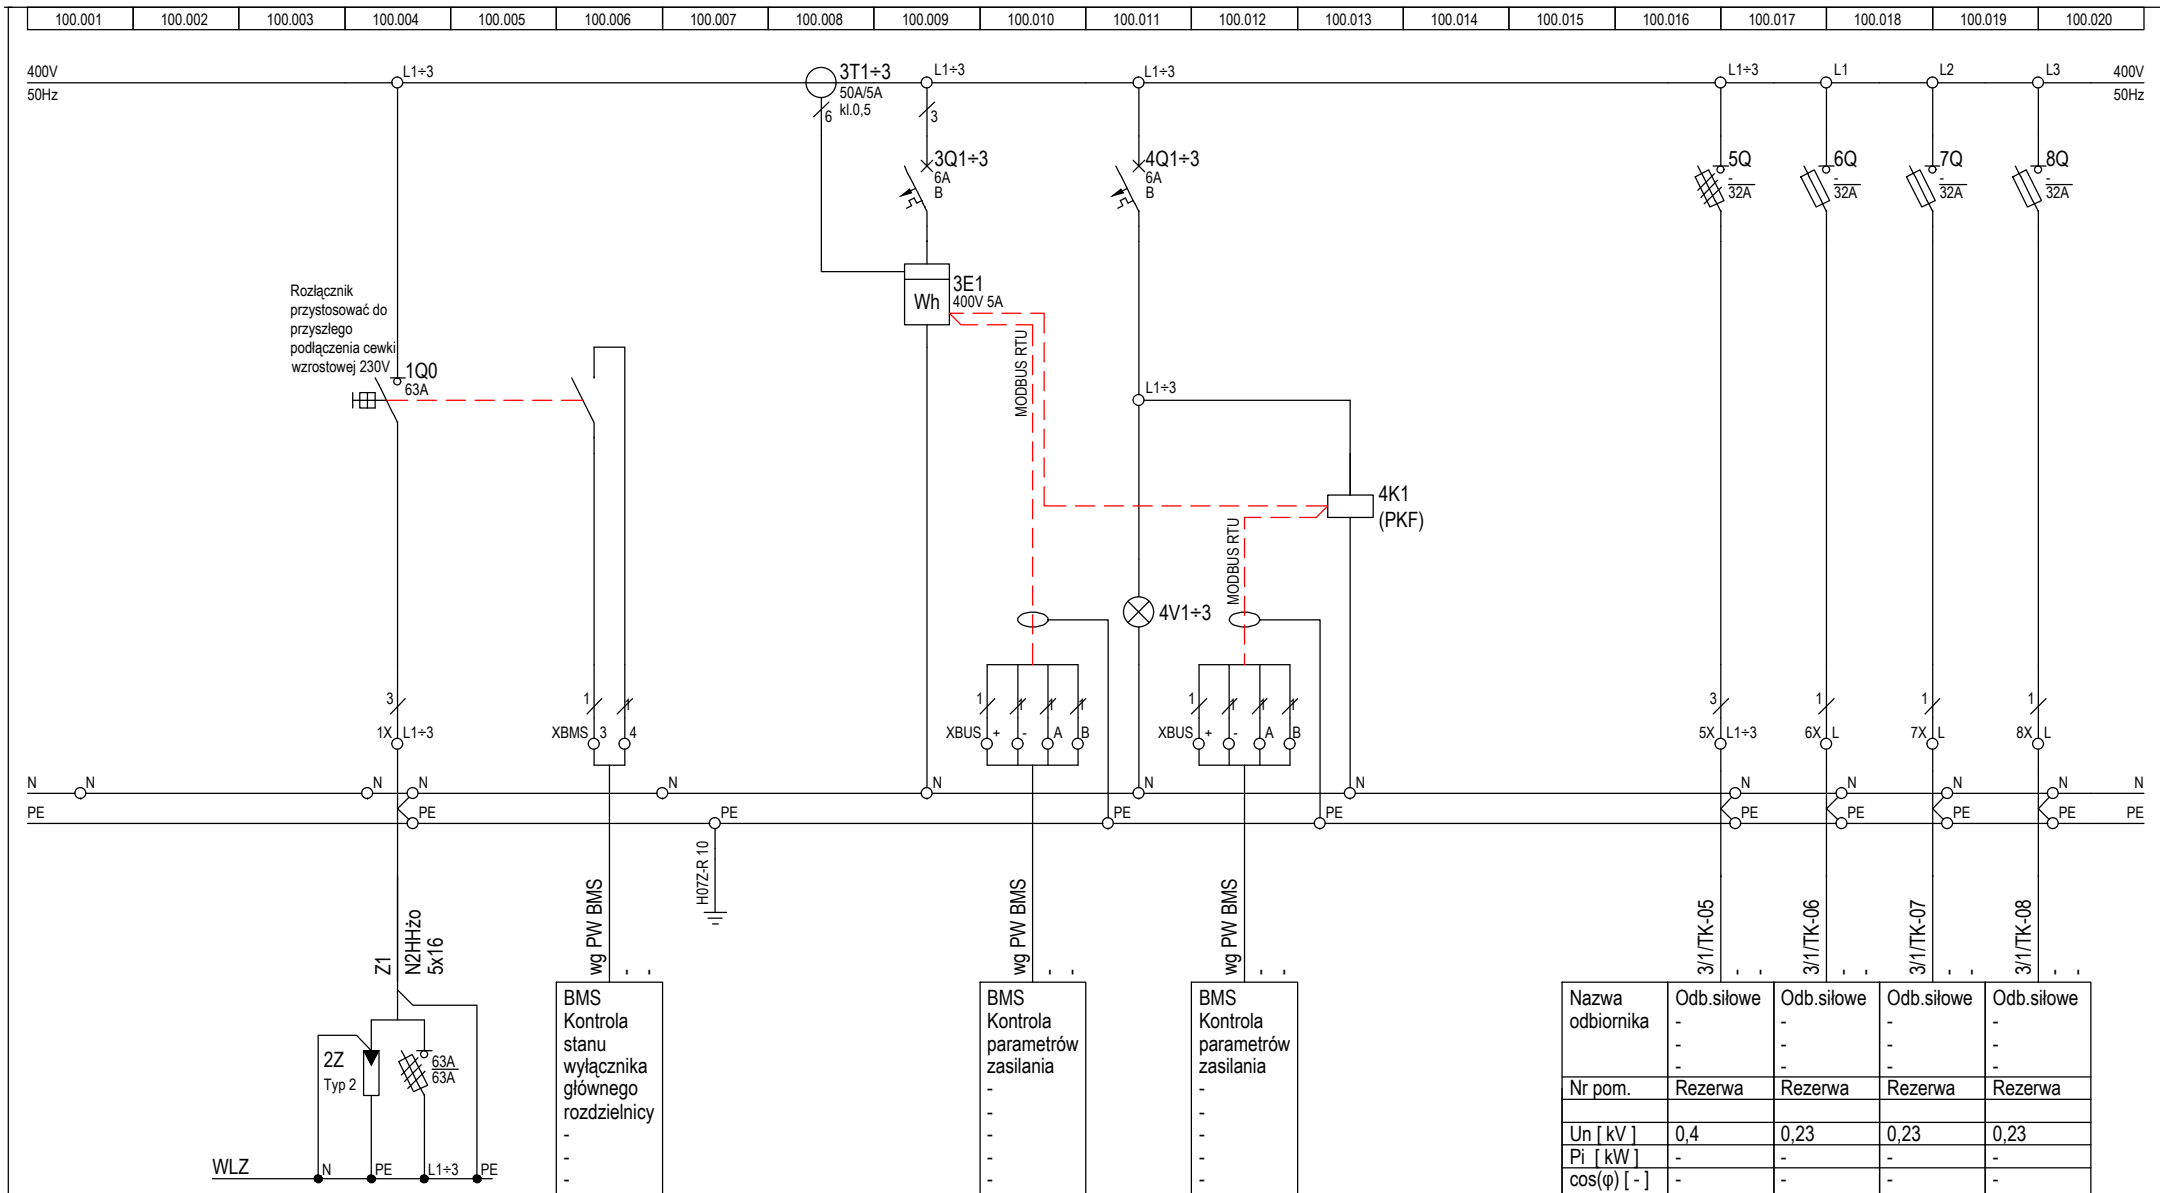 100.001 100.002 100.003 100.004 100.005 100.006 100.007 100.008 100.009 100.010 100.011 100.012 100.013 100.014 100.015 100.016 100.017 100.018 100.019 100.020
400V
50Hz
L1÷3
3T1÷3
50A/5A
kl.0,5
6
L1÷3
3
L1÷3
L1÷3
L1
L2
L3
400V
50Hz
3Q1÷3
6A
B
4Q1÷3
6A
B
5Q
-
32A
6Q
-
32A
7Q
-
32A
8Q
-
32A
3E1
400V 5A
Wh
Rozłącznik
przystosować do
przyszłego
podłączenia cewki
wzrostowej 230V
1Q0
63A
MODBUS RTU
L1÷3
4K1
(PKF)
MODBUS RTU
4V1÷3
3
1X L1÷3
1 1
XBMS 3 4
1 1 1 1
XBUS + - A B
1 1 1 1
XBUS + - A B
3
5X L1÷3
1
6X L
1
7X L
1
8X L
N N N N N N N N N N N N N
PE PE PE PE PE PE PE PE PE PE
H07Z-R 10
Z1
N2HHżo
5x16
wg PW BMS - -
wg PW BMS - -
wg PW BMS - -
3/1/TK-05 - -
3/1/TK-06 - -
3/1/TK-07 - -
3/1/TK-08 - -
2Z
Typ 2
63A
63A
WLZ
N PE L1÷3 PE
BMS
Kontrola
stanu
wyłącznika
głównego
rozdzielnicy
-
-
-
BMS
Kontrola
parametrów
zasilania
-
-
-
-
-
BMS
Kontrola
parametrów
zasilania
-
-
-
-
-
Nazwa Odb.siłowe Odb.siłowe Odb.siłowe Odb.siłowe
odbiornika - - - -
- - - -
- - - -
Nr pom. Rezerwa Rezerwa Rezerwa Rezerwa
Un [ kV ] 0,4 0,23 0,23 0,23
Pi [ kW ] - - - -
cos(φ) [ - ] - - - -